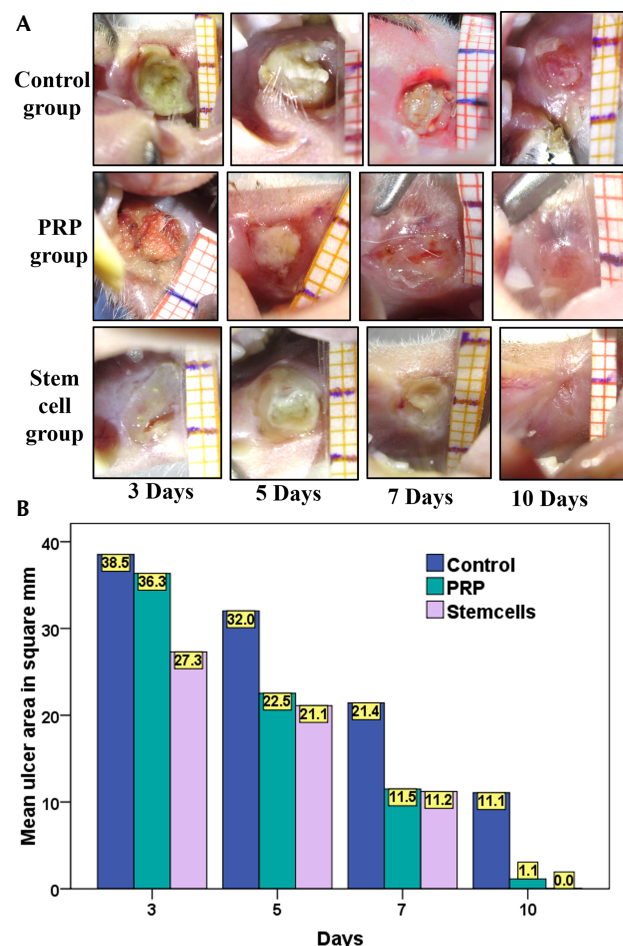 A
Control
group
PRP
group
Stem
cell
group
3 Days
5 Days
7 Days
10 Days
B
Mean ulcer area in square mm
40
30
20
10
0
38.5
36.3
27.3
32.0
22.5
21.1
21.4
11.5
11.2
11.1
1.1
0.0
Control
PRP
Stemcells
3
5
7
10
Days